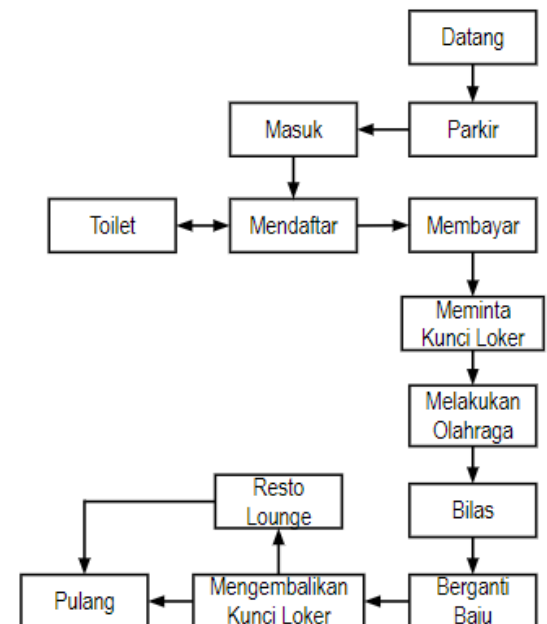 Datang
Parkir
Masuk
Toilet
Mendaftar
Membayar
Meminta
Kunci Loker
Melakukan
Olahraga
Bilas
Berganti
Baju
Mengembalikan
Kunci Loker
Resto
Lounge
Pulang